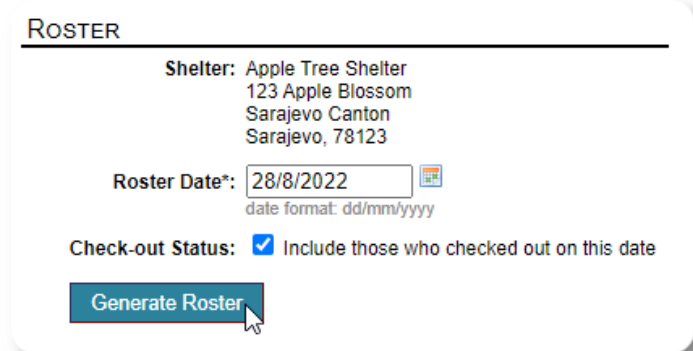 ROSTER
Shelter: Apple Tree Shelter
123 Apple Blossom
Sarajevo Canton
Sarajevo, 78123
Roster Date*: 28/8/2022
date format: dd/mm/yyyy
Check-out Status: Include those who checked out on this date
Generate Roster